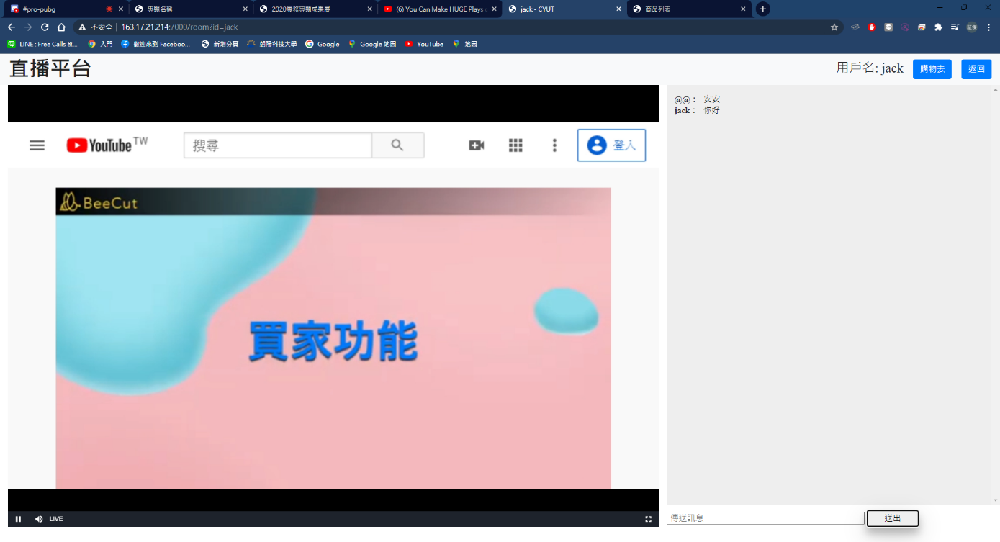 #pro-pubg
專題名稱
2020實務專題成果展
(6) You Can Make HUGE Plays
jack - CYUT
商品列表
不安全 | 163.17.21.214:7000/room?id=jack
LINE : Free Calls &...
入門
歡迎來到 Faceboo...
新增分頁
朝陽科技大學
Google
Google 地圖
YouTube
地圖
直播平台
用戶名: jack
購物去
返回
YouTube TW
搜尋
登入
BeeCut
買家功能
LIVE
@@ : 安安
jack : 你好
傳送訊息
送出